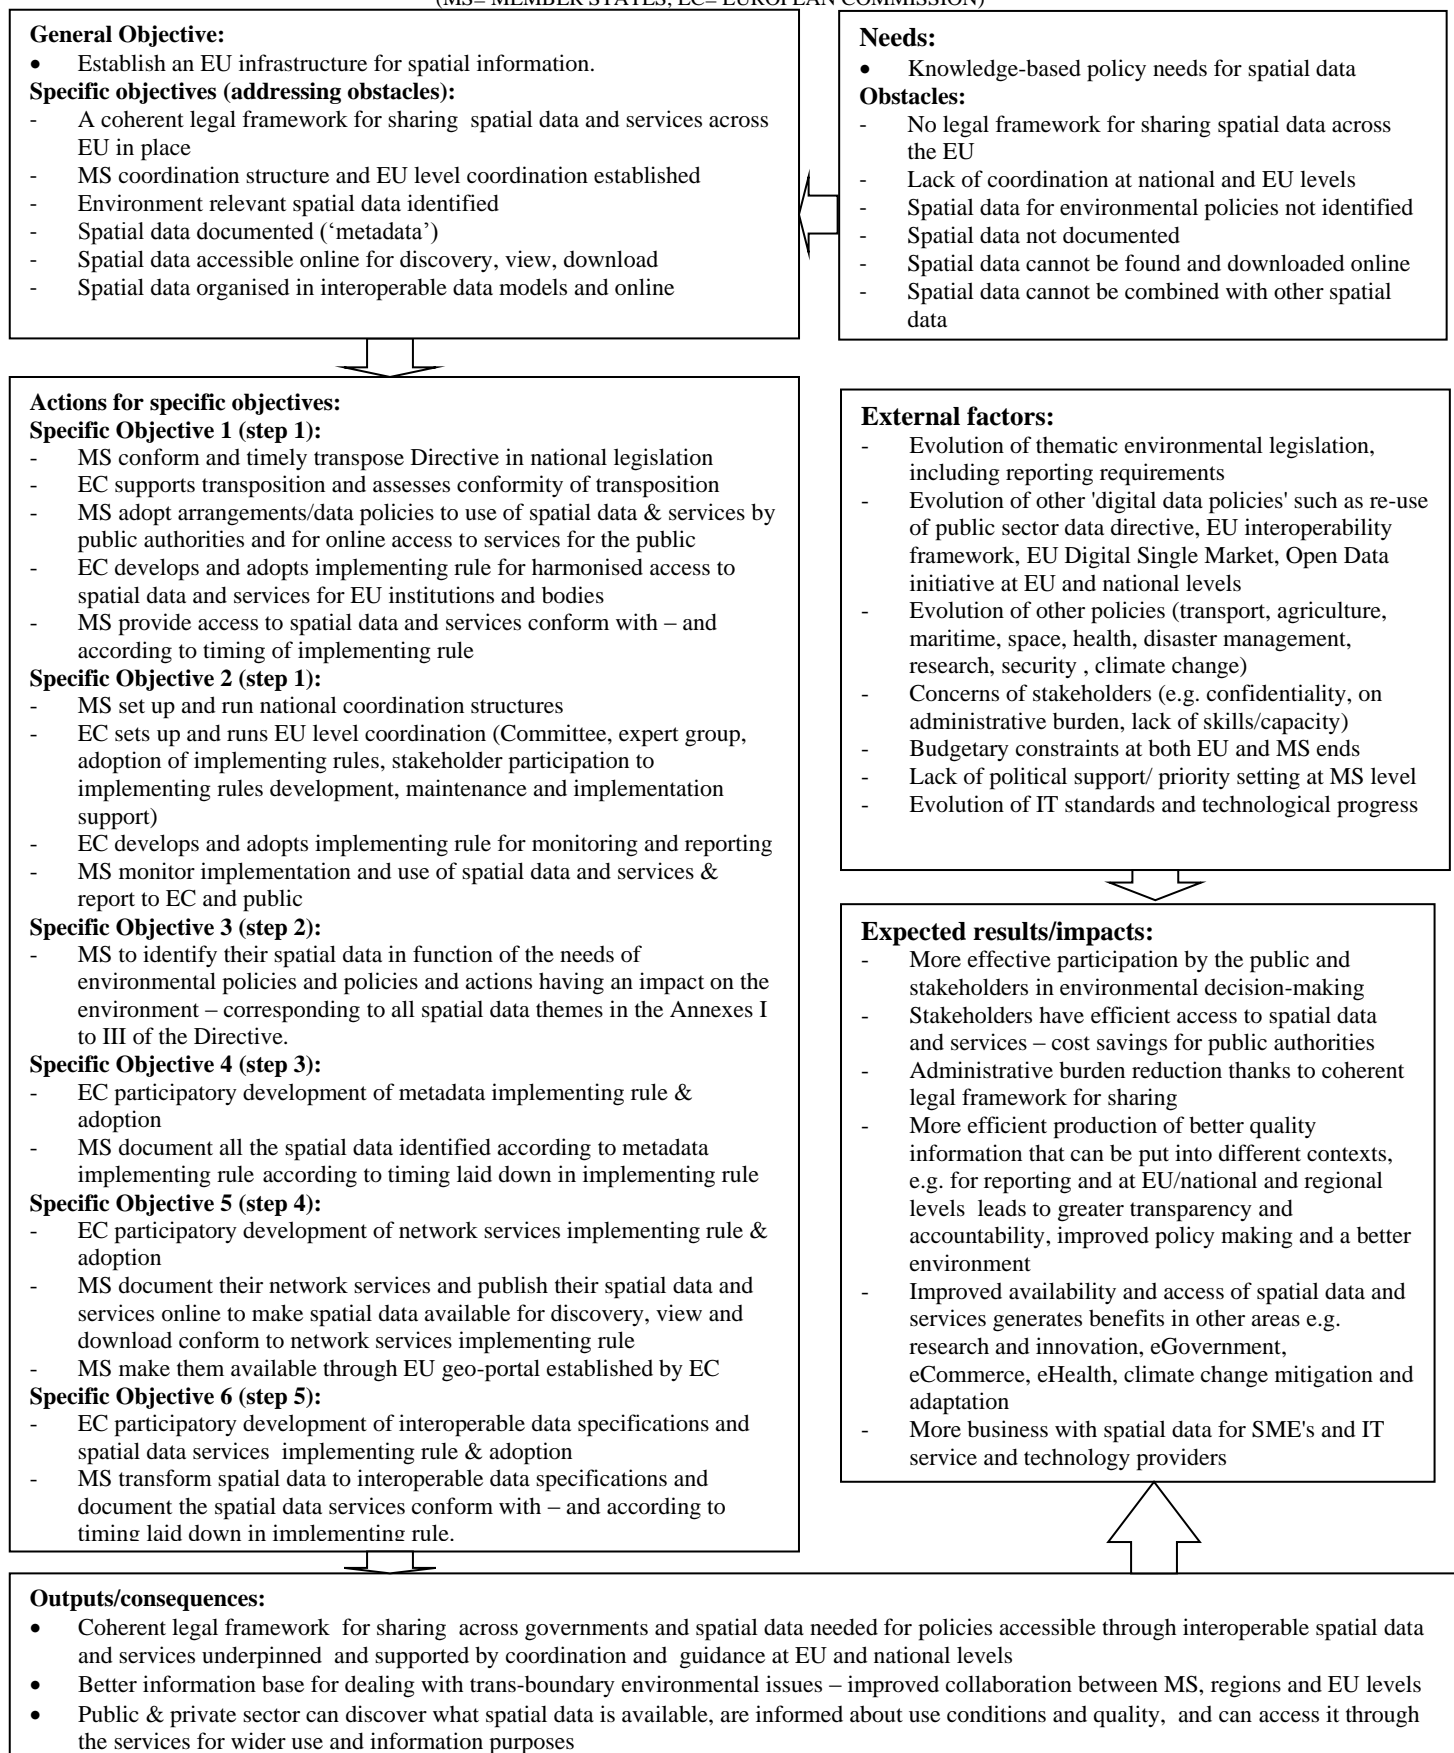 (MS= MEMBER STATES; EC= EUROPEAN COMMISSION)
General Objective:
• Establish an EU infrastructure for spatial information.
Specific objectives (addressing obstacles):
- A coherent legal framework for sharing spatial data and services across
EU in place
- MS coordination structure and EU level coordination established
- Environment relevant spatial data identified
- Spatial data documented (‘metadata’)
- Spatial data accessible online for discovery, view, download
- Spatial data organised in interoperable data models and online
Needs:
• Knowledge-based policy needs for spatial data
Obstacles:
- No legal framework for sharing spatial data across
the EU
- Lack of coordination at national and EU levels
- Spatial data for environmental policies not identified
- Spatial data not documented
- Spatial data cannot be found and downloaded online
- Spatial data cannot be combined with other spatial
data
Actions for specific objectives:
Specific Objective 1 (step 1):
- MS conform and timely transpose Directive in national legislation
- EC supports transposition and assesses conformity of transposition
- MS adopt arrangements/data policies to use of spatial data & services by
public authorities and for online access to services for the public
- EC develops and adopts implementing rule for harmonised access to
spatial data and services for EU institutions and bodies
- MS provide access to spatial data and services conform with – and
according to timing of implementing rule
Specific Objective 2 (step 1):
- MS set up and run national coordination structures
- EC sets up and runs EU level coordination (Committee, expert group,
adoption of implementing rules, stakeholder participation to
implementing rules development, maintenance and implementation
support)
- EC develops and adopts implementing rule for monitoring and reporting
- MS monitor implementation and use of spatial data and services &
report to EC and public
Specific Objective 3 (step 2):
- MS to identify their spatial data in function of the needs of
environmental policies and policies and actions having an impact on the
environment – corresponding to all spatial data themes in the Annexes I
to III of the Directive.
Specific Objective 4 (step 3):
- EC participatory development of metadata implementing rule &
adoption
- MS document all the spatial data identified according to metadata
implementing rule according to timing laid down in implementing rule
Specific Objective 5 (step 4):
- EC participatory development of network services implementing rule &
adoption
- MS document their network services and publish their spatial data and
services online to make spatial data available for discovery, view and
download conform to network services implementing rule
- MS make them available through EU geo-portal established by EC
Specific Objective 6 (step 5):
- EC participatory development of interoperable data specifications and
spatial data services implementing rule & adoption
- MS transform spatial data to interoperable data specifications and
document the spatial data services conform with – and according to
timing laid down in implementing rule.
External factors:
- Evolution of thematic environmental legislation,
including reporting requirements
- Evolution of other 'digital data policies' such as re-use
of public sector data directive, EU interoperability
framework, EU Digital Single Market, Open Data
initiative at EU and national levels
- Evolution of other policies (transport, agriculture,
maritime, space, health, disaster management,
research, security , climate change)
- Concerns of stakeholders (e.g. confidentiality, on
administrative burden, lack of skills/capacity)
- Budgetary constraints at both EU and MS ends
- Lack of political support/ priority setting at MS level
- Evolution of IT standards and technological progress
Expected results/impacts:
- More effective participation by the public and
stakeholders in environmental decision-making
- Stakeholders have efficient access to spatial data
and services – cost savings for public authorities
- Administrative burden reduction thanks to coherent
legal framework for sharing
- More efficient production of better quality
information that can be put into different contexts,
e.g. for reporting and at EU/national and regional
levels leads to greater transparency and
accountability, improved policy making and a better
environment
- Improved availability and access of spatial data and
services generates benefits in other areas e.g.
research and innovation, eGovernment,
eCommerce, eHealth, climate change mitigation and
adaptation
- More business with spatial data for SME's and IT
service and technology providers
Outputs/consequences:
• Coherent legal framework for sharing across governments and spatial data needed for policies accessible through interoperable spatial data
and services underpinned and supported by coordination and guidance at EU and national levels
• Better information base for dealing with trans-boundary environmental issues – improved collaboration between MS, regions and EU levels
• Public & private sector can discover what spatial data is available, are informed about use conditions and quality, and can access it through
the services for wider use and information purposes